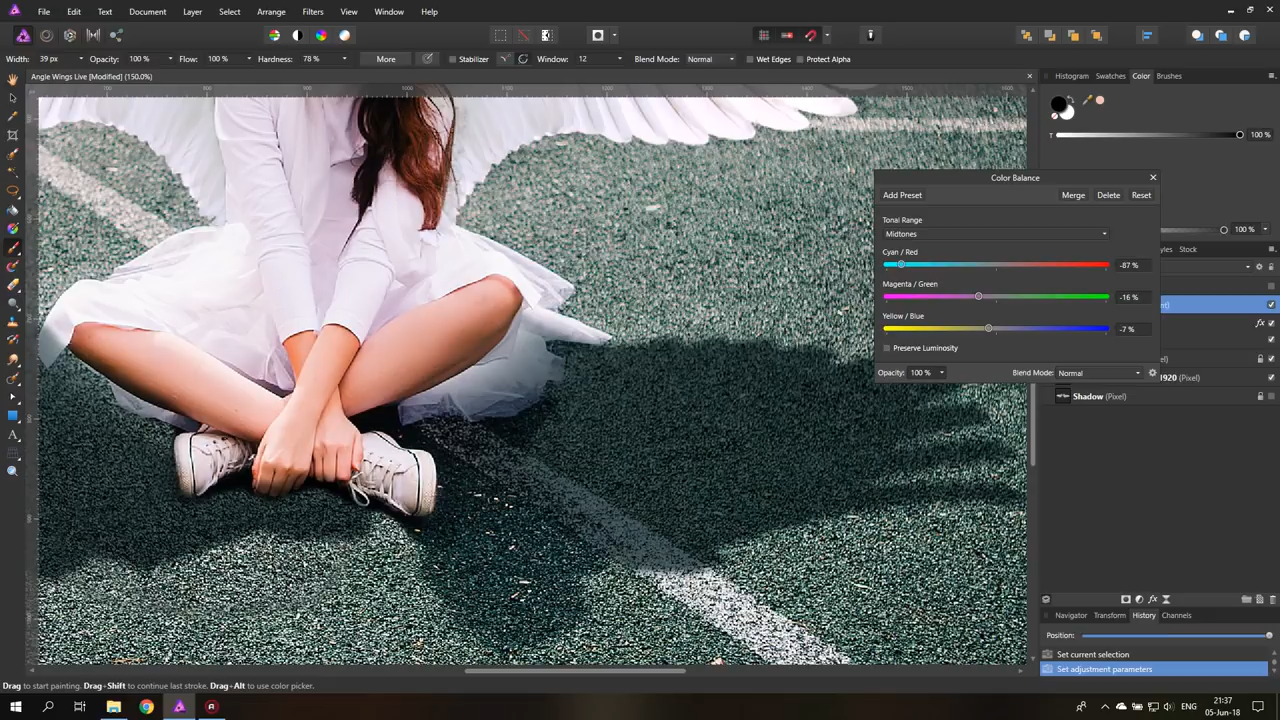 File Edit Text Document Layer Select Arrange Filters View Window Help
Width: 39 px Opacity: 100 % Flow: 100 % Hardness: 78 % More Stabilizer Window: 12 Blend Mode: Normal Wet Edges Protect Alpha
Angie Wings Live [Modified] (150.0%)
Histogram Swatches Color Brushes
T 100 %
Color Balance
Add Preset Merge Delete Reset
Tonal Range
Midtones
100 %
Stock
Cyan / Red
-87 %
Magenta / Green
-16 %
Yellow / Blue
-7 %
Preserve Luminosity
Opacity: 100 % Blend Mode: Normal
1920 (Pixel)
Shadow (Pixel)
Navigator Transform History Channels
Position:
Set current selection
Set adjustment parameters
Drag to start painting. Drag+Shift to continue last stroke. Drag+Alt to use color picker.
ENG
21:37
05-Jun-18